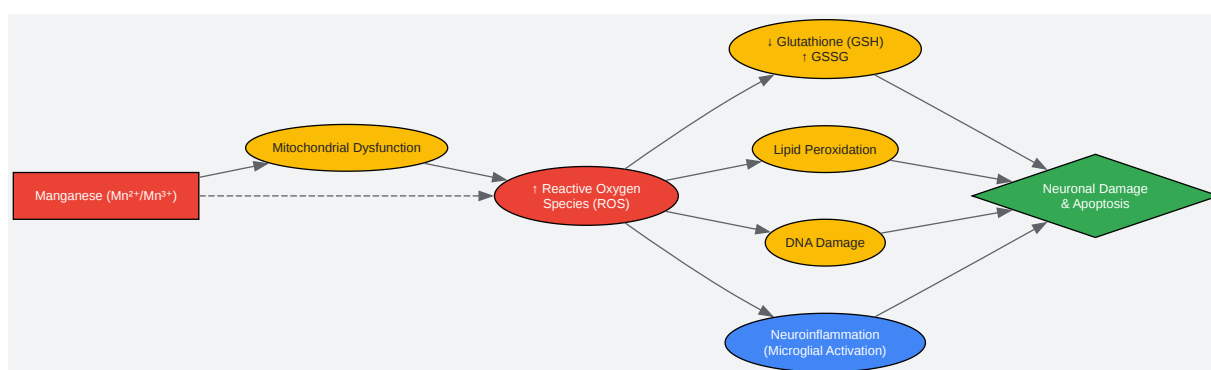 Manganese (Mn²⁺/Mn³⁺)
Mitochondrial Dysfunction
↑ Reactive Oxygen
Species (ROS)
↓ Glutathione (GSH)
↑ GSSG
Lipid Peroxidation
DNA Damage
Neuroinflammation
(Microglial Activation)
Neuronal Damage
& Apoptosis